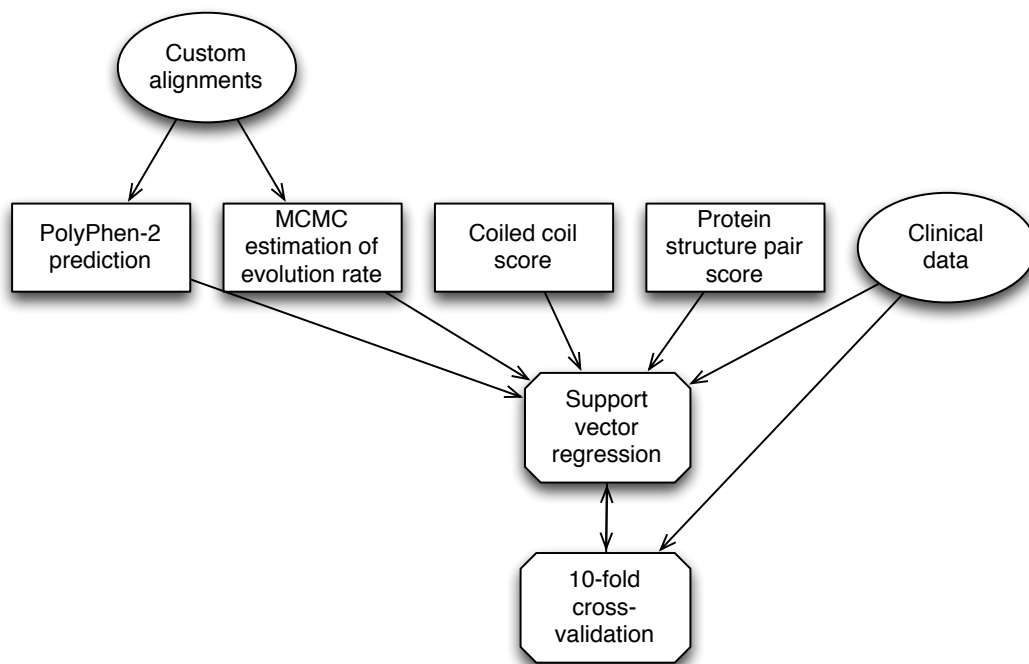 Custom
alignments
PolyPhen-2
prediction
MCMC
estimation of
evolution rate
Coiled coil
score
Protein
structure pair
score
Clinical
data
Support
vector
regression
10-fold
cross-
validation